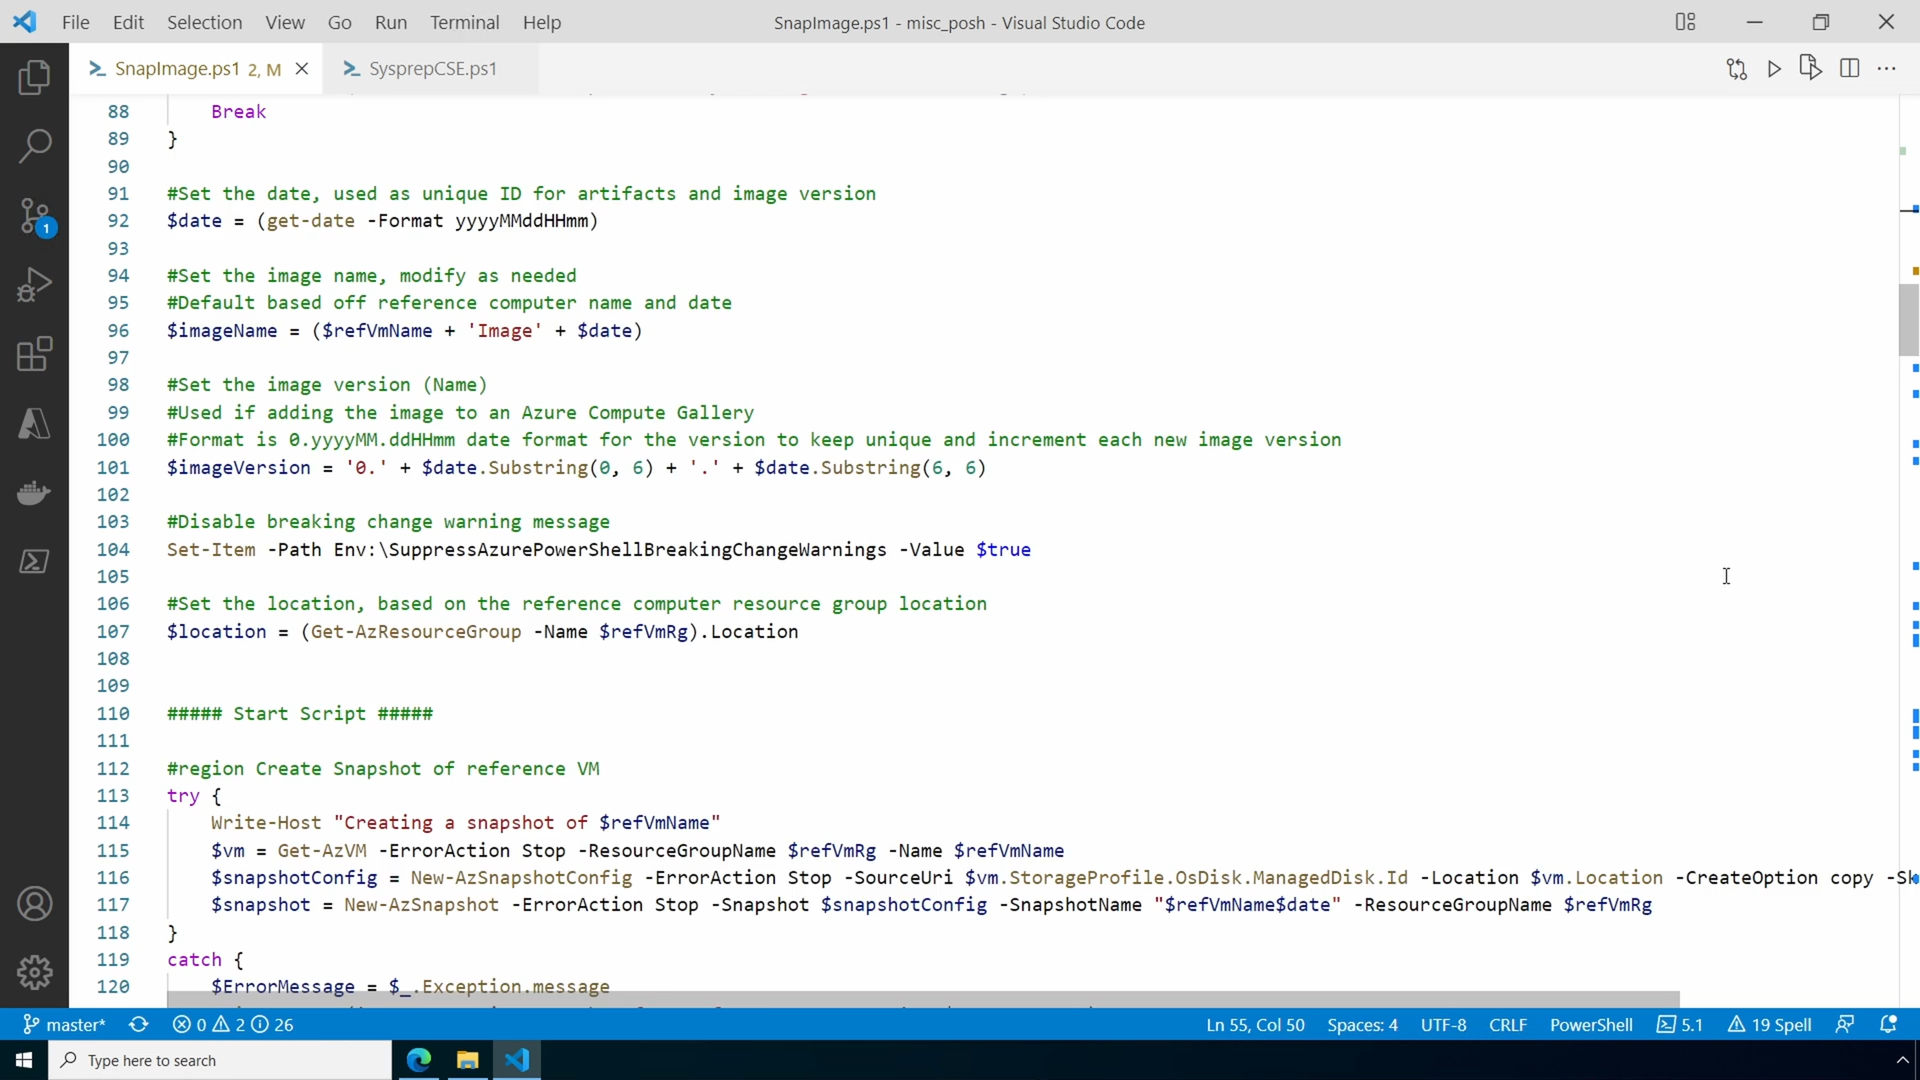 File Edit Selection View Go Run Terminal Help SnapImage.ps1 - misc_posh - Visual Studio Code
SnapImage.ps1 2, M SysprepCSE.ps1
88 Break
89 }
90
91 #Set the date, used as unique ID for artifacts and image version
92 $date = (get-date -Format yyyyMMddHHmm)
93
94 #Set the image name, modify as needed
95 #Default based off reference computer name and date
96 $imageName = ($refVmName + 'Image' + $date)
97
98 #Set the image version (Name)
99 #Used if adding the image to an Azure Compute Gallery
100 #Format is 0.yyyyMM.ddHHmm date format for the version to keep unique and increment each new image version
101 $imageVersion = '0.' + $date.Substring(0, 6) + '.' + $date.Substring(6, 6)
102
103 #Disable breaking change warning message
104 Set-Item -Path Env:\SuppressAzurePowerShellBreakingChangeWarnings -Value $true
105
106 #Set the location, based on the reference computer resource group location
107 $location = (Get-AzResourceGroup -Name $refVmRg).Location
108
109
110 ##### Start Script #####
111
112 #region Create Snapshot of reference VM
113 try {
114 Write-Host "Creating a snapshot of $refVmName"
115 $vm = Get-AzVM -ErrorAction Stop -ResourceGroupName $refVmRg -Name $refVmName
116 $snapshotConfig = New-AzSnapshotConfig -ErrorAction Stop -SourceUri $vm.StorageProfile.OsDisk.ManagedDisk.Id -Location $vm.Location -CreateOption copy -Sk
117 $snapshot = New-AzSnapshot -ErrorAction Stop -Snapshot $snapshotConfig -SnapshotName "$refVmName$date" -ResourceGroupName $refVmRg
118 }
119 catch {
120 $ErrorMessage = $_.Exception.message
1
master* 0 2 26 Ln 55, Col 50 Spaces: 4 UTF-8 CRLF PowerShell 5.1 19 Spell
Type here to search